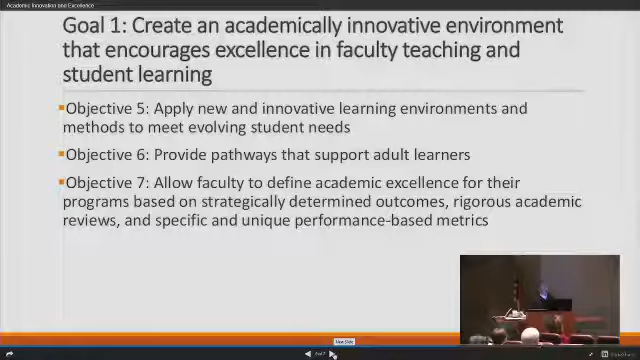 Academic Innovation and Excellence
Goal 1: Create an academically innovative environment
that encourages excellence in faculty teaching and
student learning
Objective 5: Apply new and innovative learning environments and
methods to meet evolving student needs
Objective 6: Provide pathways that support adult learners
Objective 7: Allow faculty to define academic excellence for their
programs based on strategically determined outcomes, rigorous academic
reviews, and specific and unique performance-based metrics